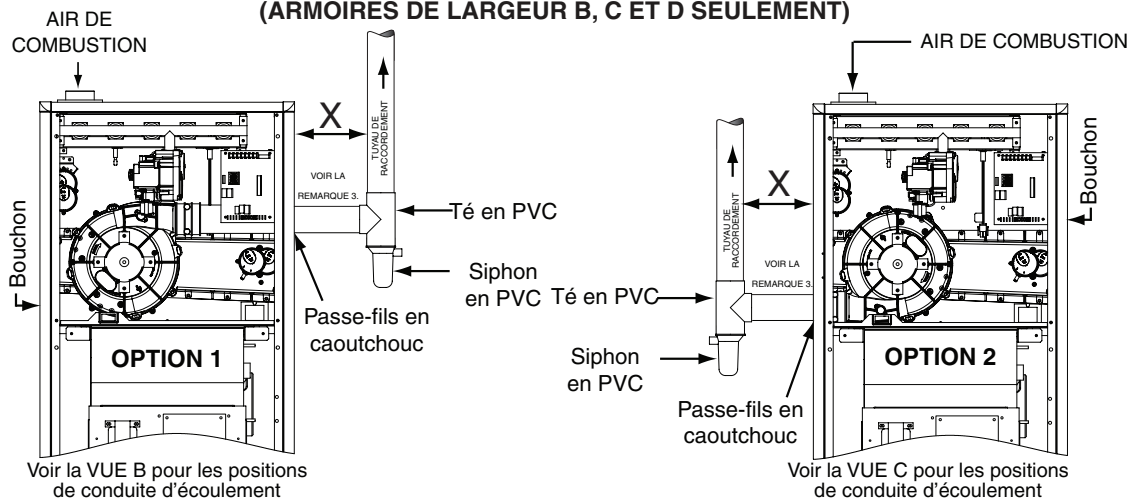 (ARMOIRES DE LARGEUR B, C ET D SEULEMENT)
AIR DE
COMBUSTION
X
TUYAU DE
RACCORDEMENT
VOIR LA
REMARQUE 3.
Té en PVC
Siphon
en PVC
Passe-fils en
caoutchouc
Bouchon
OPTION 1
Voir la VUE B pour les positions
de conduite d'écoulement
AIR DE COMBUSTION
X
TUYAU DE
RACCORDEMENT
VOIR LA
REMARQUE 3.
Té en PVC
Siphon
en PVC
Passe-fils en
caoutchouc
Bouchon
OPTION 2
Voir la VUE C pour les positions
de conduite d'écoulement